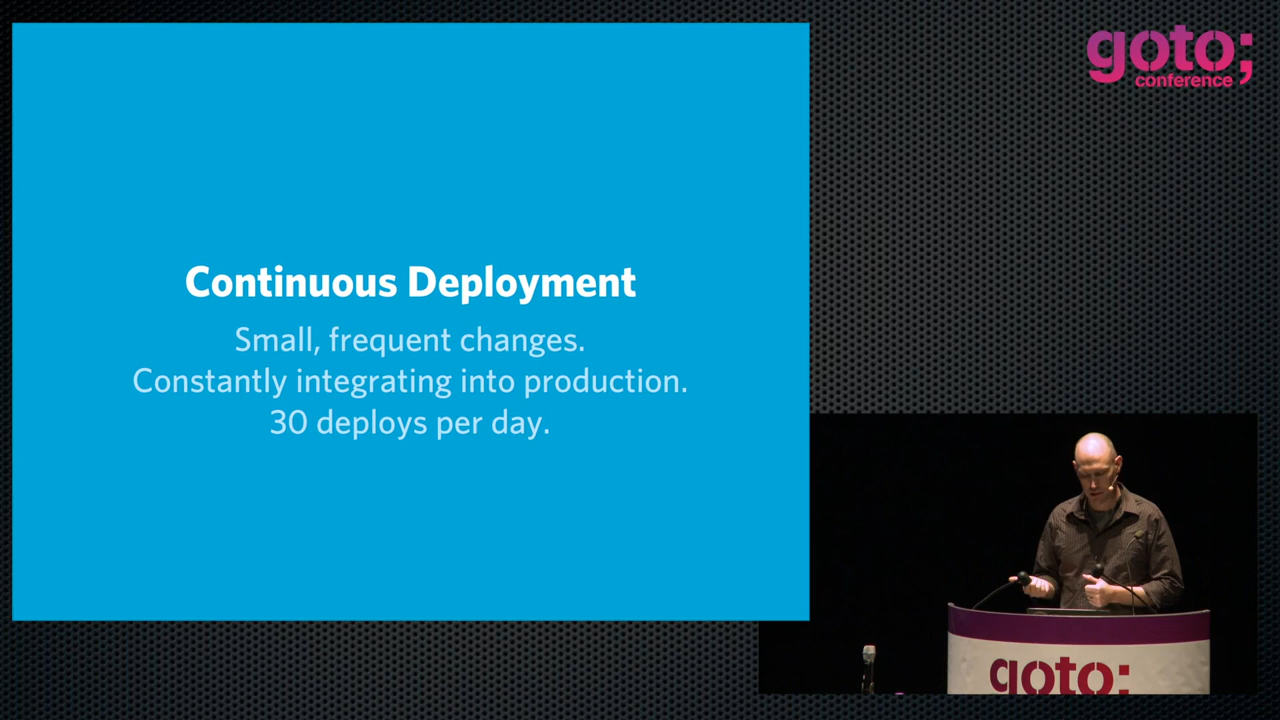 goto;
conference
Continuous Deployment
Small, frequent changes.
Constantly integrating into production.
30 deploys per day.
goto;